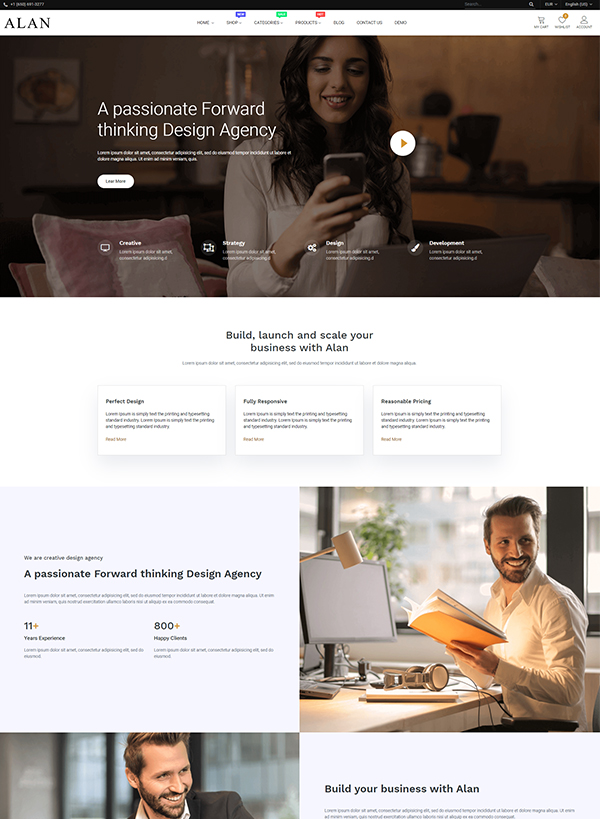 +1 (650) 691-3277
Search...
EUR
English (US)
ALAN
HOME
SHOP
NEW
CATEGORIES
SALE
PRODUCTS
HOT
BLOG
CONTACT US
DEMO
MY CART
WISHLIST
ACCOUNT
A passionate Forward
thinking Design Agency
Lorem ipsum dolor sit amet, consectetur adipisicing elit, sed do eiusmod tempor incididunt ut labore et
dolore magna aliqua. Ut enim ad minim veniam, quis.
Lear More
Creative
Lorem ipsum dolor sit amet,
consectetur adipisicing.d
Strategy
Lorem ipsum dolor sit amet,
consectetur adipisicing.d
Design
Lorem ipsum dolor sit amet,
consectetur adipisicing.d
Development
Lorem ipsum dolor sit amet,
consectetur adipisicing.d
Build, launch and scale your
business with Alan
Lorem ipsum dolor sit amet, consectetur adipisicing elit, sed do eiusmod tempor incididunt ut labore et dolore magna aliqua.
Perfect Design
Lorem Ipsum is simply text the printing and typesetting
standard industry. Lorem Ipsum is simply text the printing
and typesetting standard industry.
Read More
Fully Responsive
Lorem Ipsum is simply text the printing and typesetting
standard industry. Lorem Ipsum is simply text the printing
and typesetting standard industry.
Read More
Reasonable Pricing
Lorem Ipsum is simply text the printing and typesetting
standard industry. Lorem Ipsum is simply text the printing
and typesetting standard industry.
Read More
We are creative design agency
A passionate Forward thinking Design Agency
Lorem ipsum dolor sit amet, consectetur adipisicing elit, sed do eiusmod tempor incididunt ut labore et dolore magna aliqua. Ut enim
ad minim veniam, quis nostrud exercitation ullamco laboris nisi ut aliquip ex ea commodo consequat.
11+
Years Experience
Lorem ipsum dolor sit amet, consectetur adipisicing elit, sed do
eiusmod
800+
Happy Clients
Lorem ipsum dolor sit amet, consectetur adipisicing elit, sed do
eiusmod.
Build your business with Alan
Lorem ipsum dolor sit amet, consectetur adipisicing elit, sed do eiusmod tempor incididunt ut labore et dolore magna
aliqua. Ut enim ad minim veniam, quis nostrud exercitation ullamco laboris nisi ut aliquip ex ea commodo